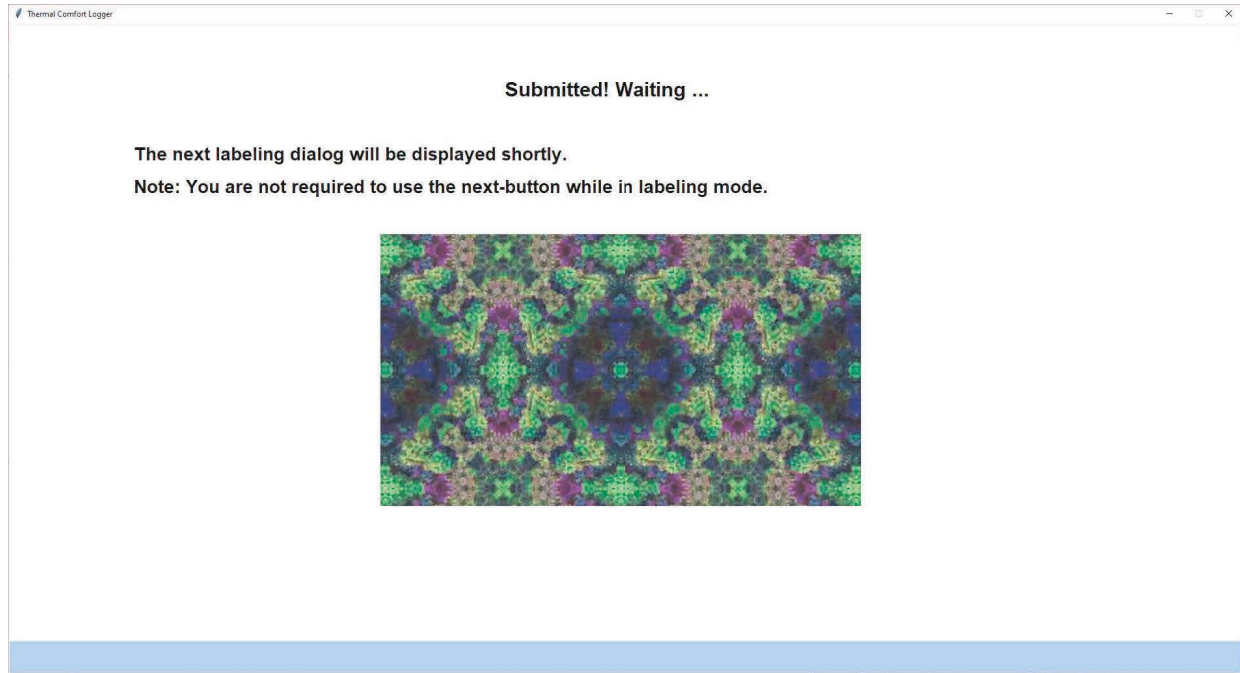 Thermal Comfort Logger
Submitted! Waiting ...
The next labeling dialog will be displayed shortly.
Note: You are not required to use the next-button while in labeling mode.